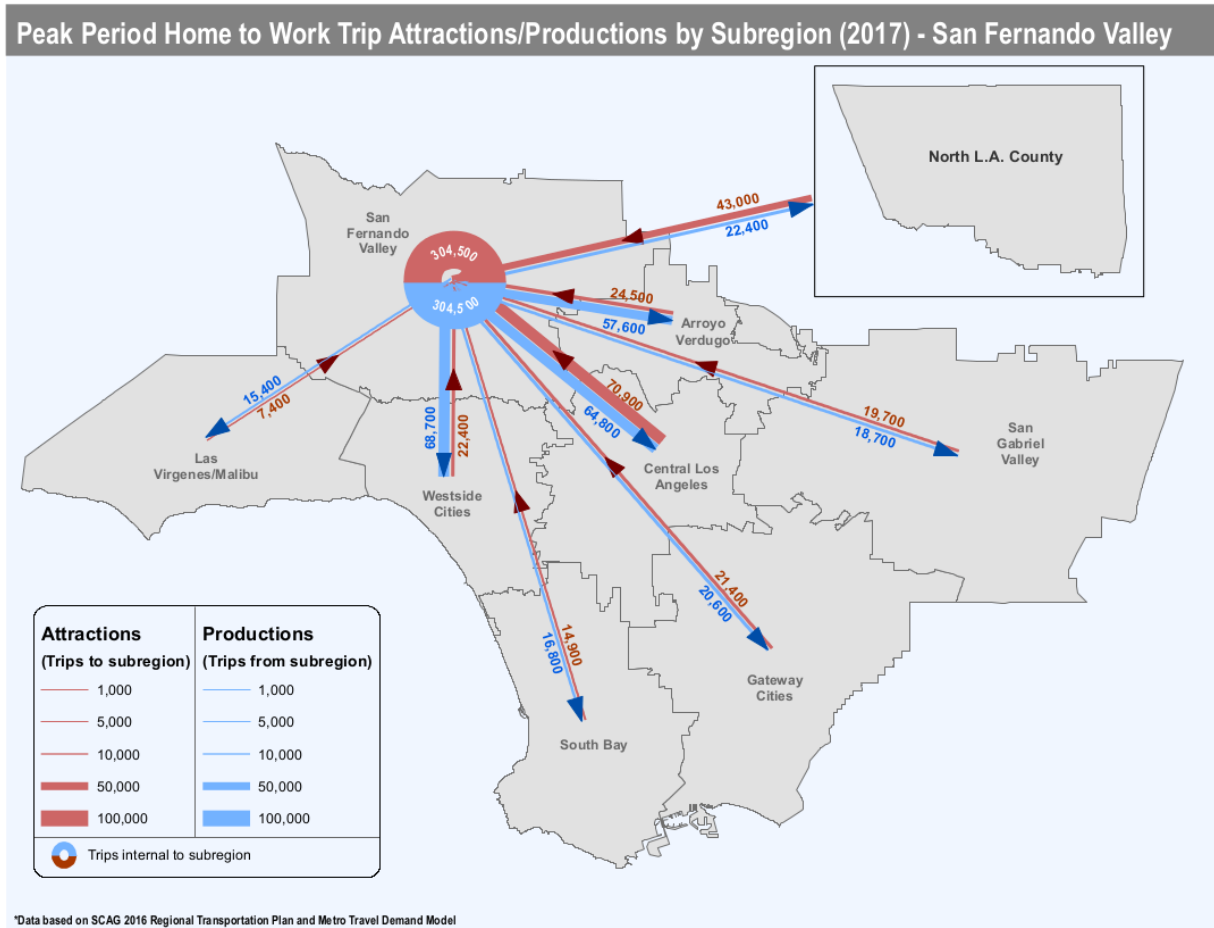 Peak Period Home to Work Trip Attractions/Productions by Subregion (2017) - San Fernando Valley
North L.A. County
San
Fernando
Valley
43,000
22,400
304,500
304,500
24,500
57,600
Arroyo
Verdugo
15,400
7,400
70,900
64,800
68,700
22,400
19,700
18,700
San
Gabriel
Valley
Las
Virgenes/Malibu
Central Los
Angeles
Westside
Cities
21,400
20,600
14,900
16,800
Gateway
Cities
South Bay
Attractions
(Trips to subregion)
1,000
5,000
10,000
50,000
100,000
Productions
(Trips from subregion)
1,000
5,000
10,000
50,000
100,000
Trips internal to subregion
*Data based on SCAG 2016 Regional Transportation Plan and Metro Travel Demand Model